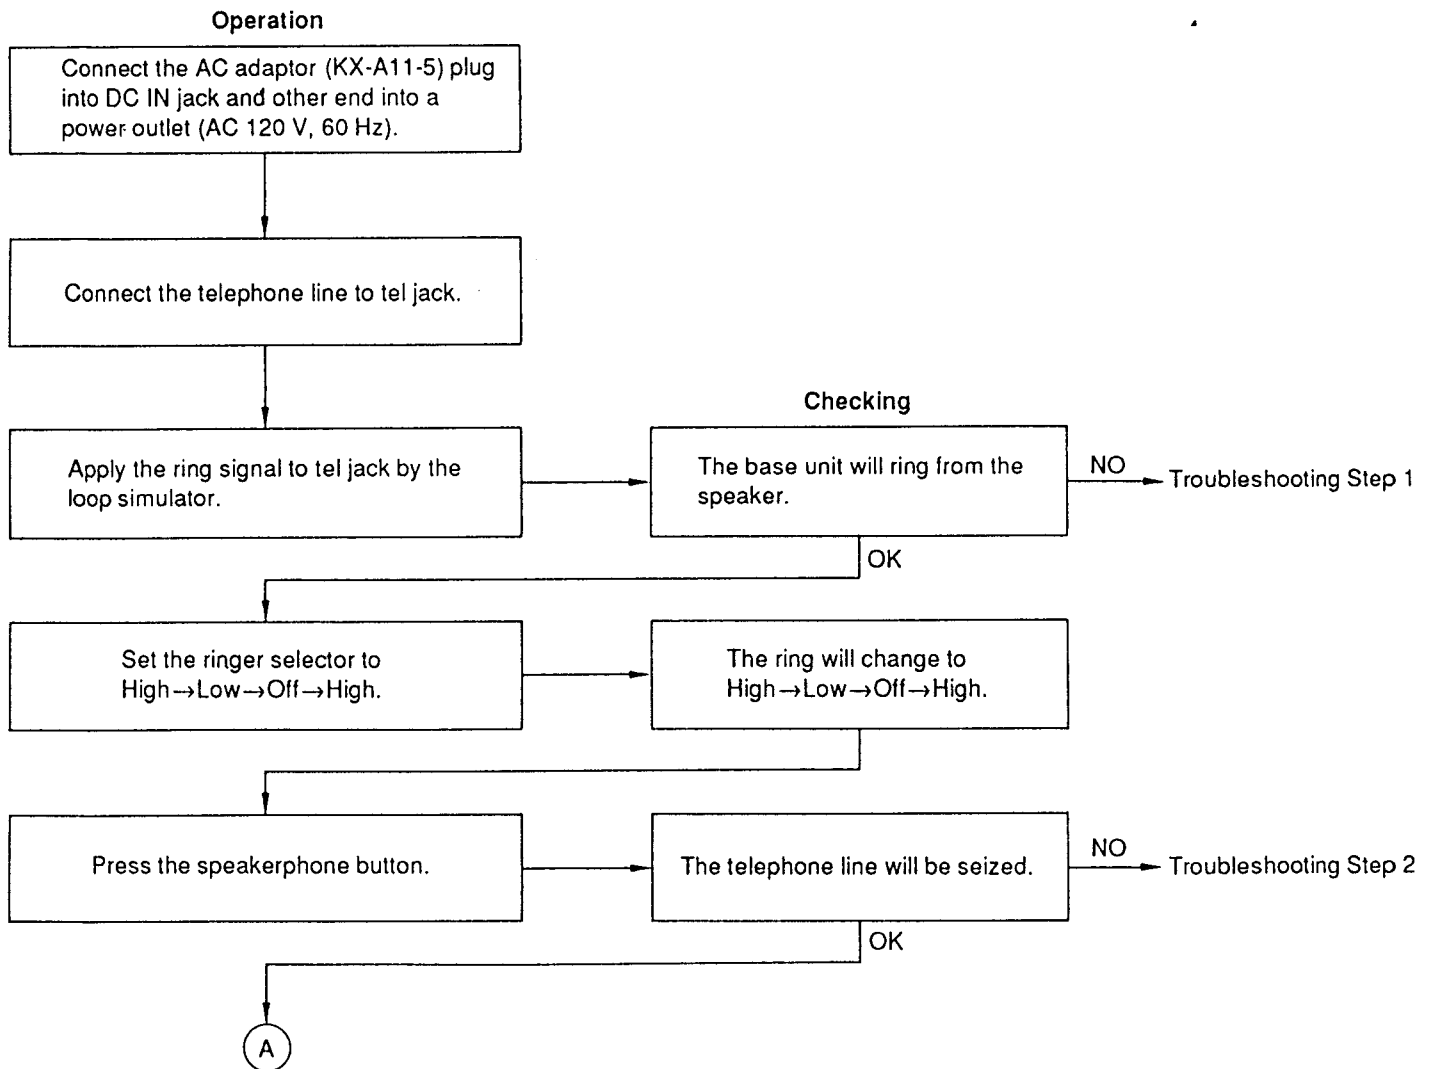 Operation
Connect the AC adaptor (KX-A11-5) plug
into DC IN jack and other end into a
power outlet (AC 120 V, 60 Hz).
Connect the telephone line to tel jack.
Checking
Apply the ring signal to tel jack by the
loop simulator.
The base unit will ring from the
speaker.
NO
Troubleshooting Step 1
OK
Set the ringer selector to
High→Low→Off→High.
The ring will change to
High→Low→Off→High.
Press the speakerphone button.
The telephone line will be seized.
NO
Troubleshooting Step 2
OK
A